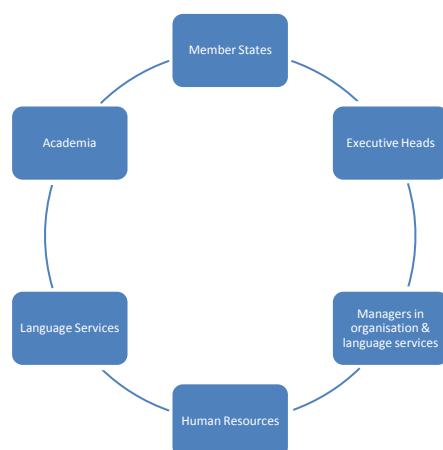 Member States
Executive Heads
Managers in
organisation &
language services
Human Resources
Language Services
Academia